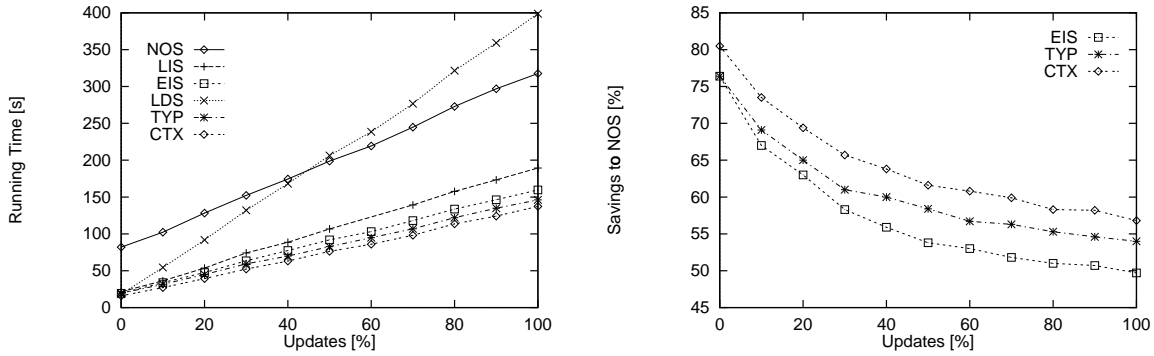 400
350
300
250
200
150
100
50
0
0
20
40
60
80
100
Running Time [s]
Updates [%]
NOS
LIS
EIS
LDS
TYP
CTX
85
80
75
70
65
60
55
50
45
0
20
40
60
80
100
Savings to NOS [%]
Updates [%]
EIS
TYP
CTX